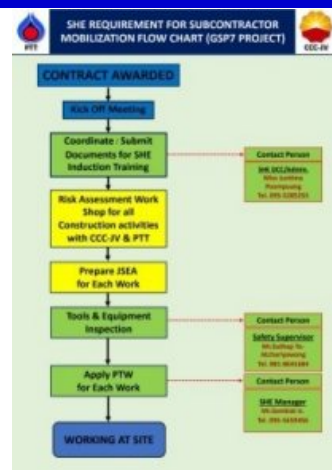 SHE REQUIREMENT FOR SUBCONTRACTOR
MOBILIZATION FLOW CHART (GSP7 PROJECT)
PTT
CCC-JV
CONTRACT AWARDED
Kick Off Meeting
Coordinate : Submit
Documents for SHE
Induction Training
Contact Person
Risk Assessment Work
Shop for all
Construction activities
with CCC-JV & PTT
Prepare JSEA
for Each Work
Tools & Equipment
Inspection
Contact Person
Safety Supervisor
Apply PTW
for Each Work
Contact Person
SHE Manager
WORKING AT SITE